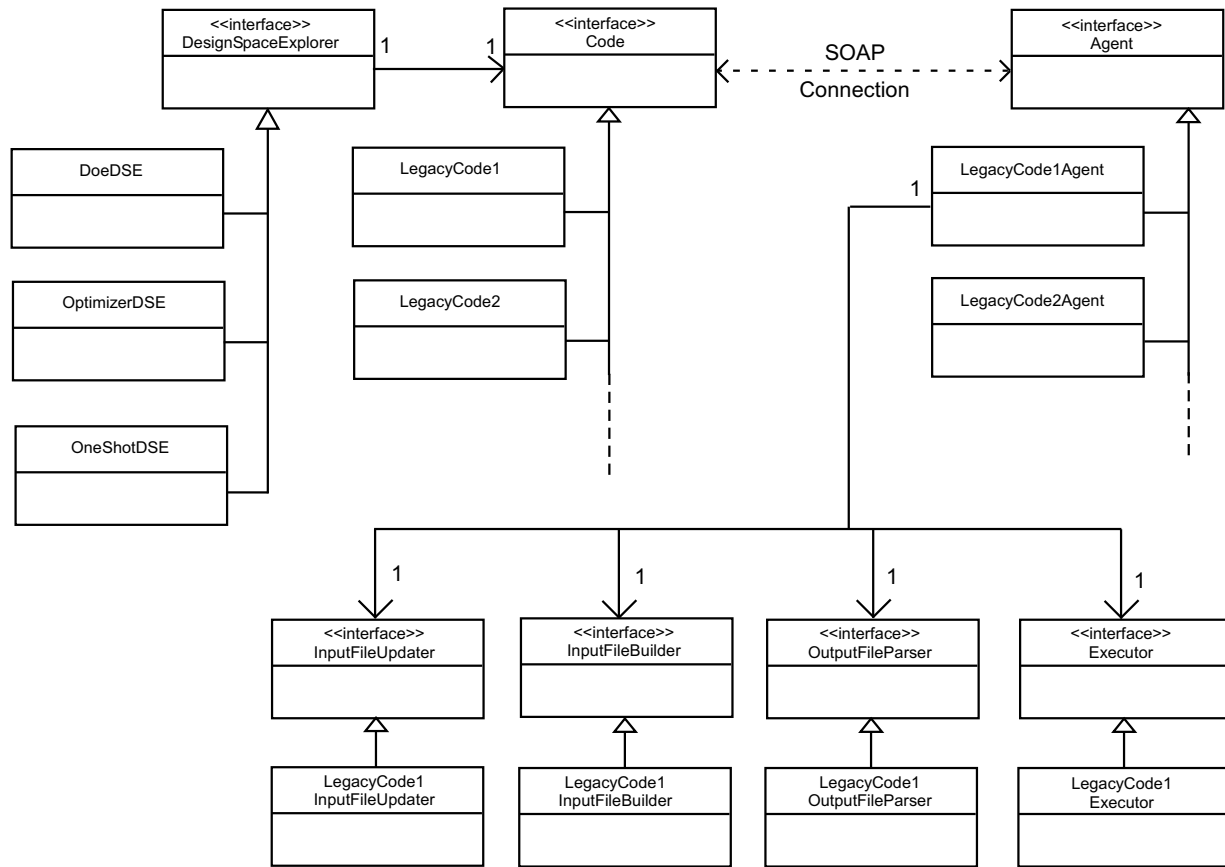 <<interface>>
DesignSpaceExplorer
1
1
<<interface>>
Code
SOAP
Connection
<<interface>>
Agent
DoeDSE
LegacyCode1
1
LegacyCode1Agent
OptimizerDSE
LegacyCode2
LegacyCode2Agent
OneShotDSE
1
1
1
1
<<interface>>
InputFileUpdater
<<interface>>
InputFileBuilder
<<interface>>
OutputFileParser
<<interface>>
Executor
LegacyCode1
InputFileUpdater
LegacyCode1
InputFileBuilder
LegacyCode1
OutputFileParser
LegacyCode1
Executor